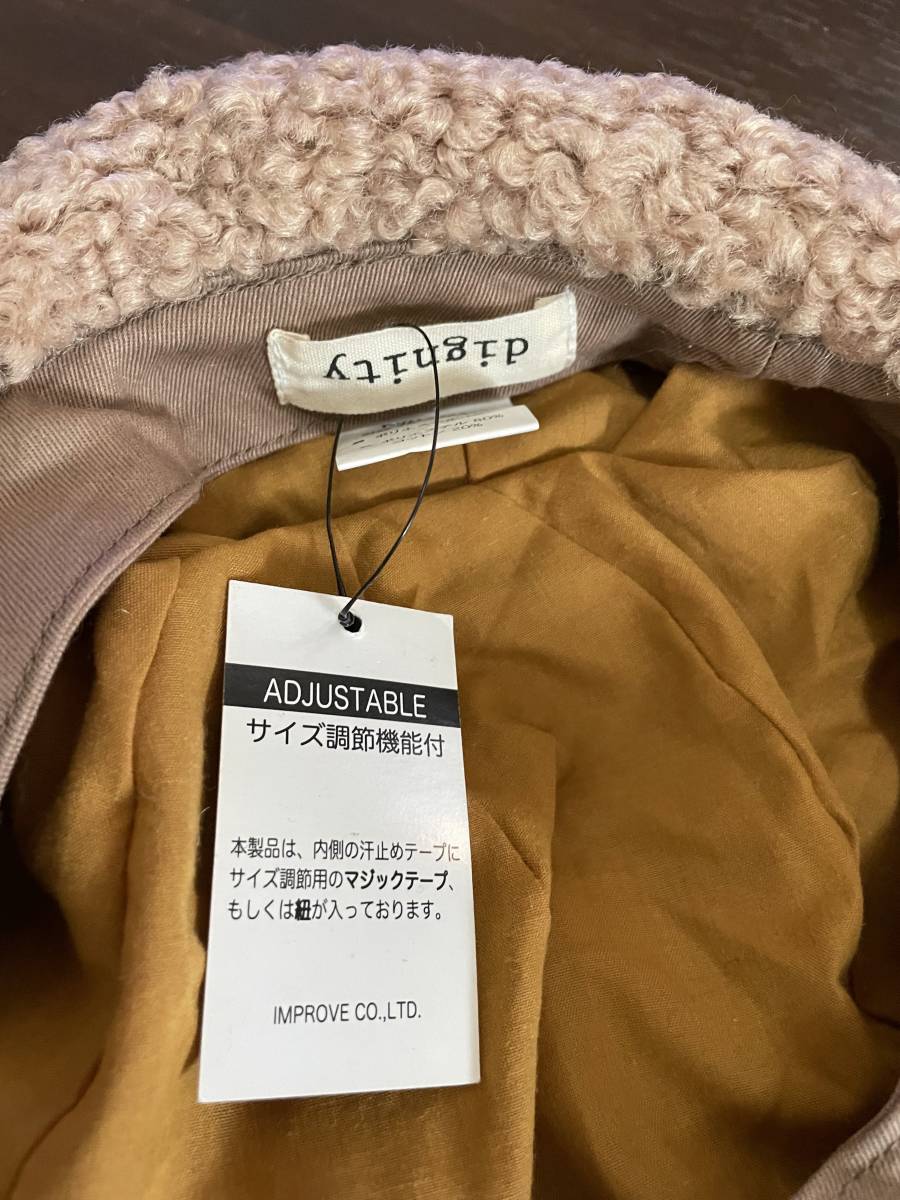 dignity
80%
20%
ADJUSTABLE
サイズ調節機能付
本製品は、内側の汗止めテープに
サイズ調節用のマジックテープ、
もしくは紐が入っております。
IMPROVE CO.,LTD.